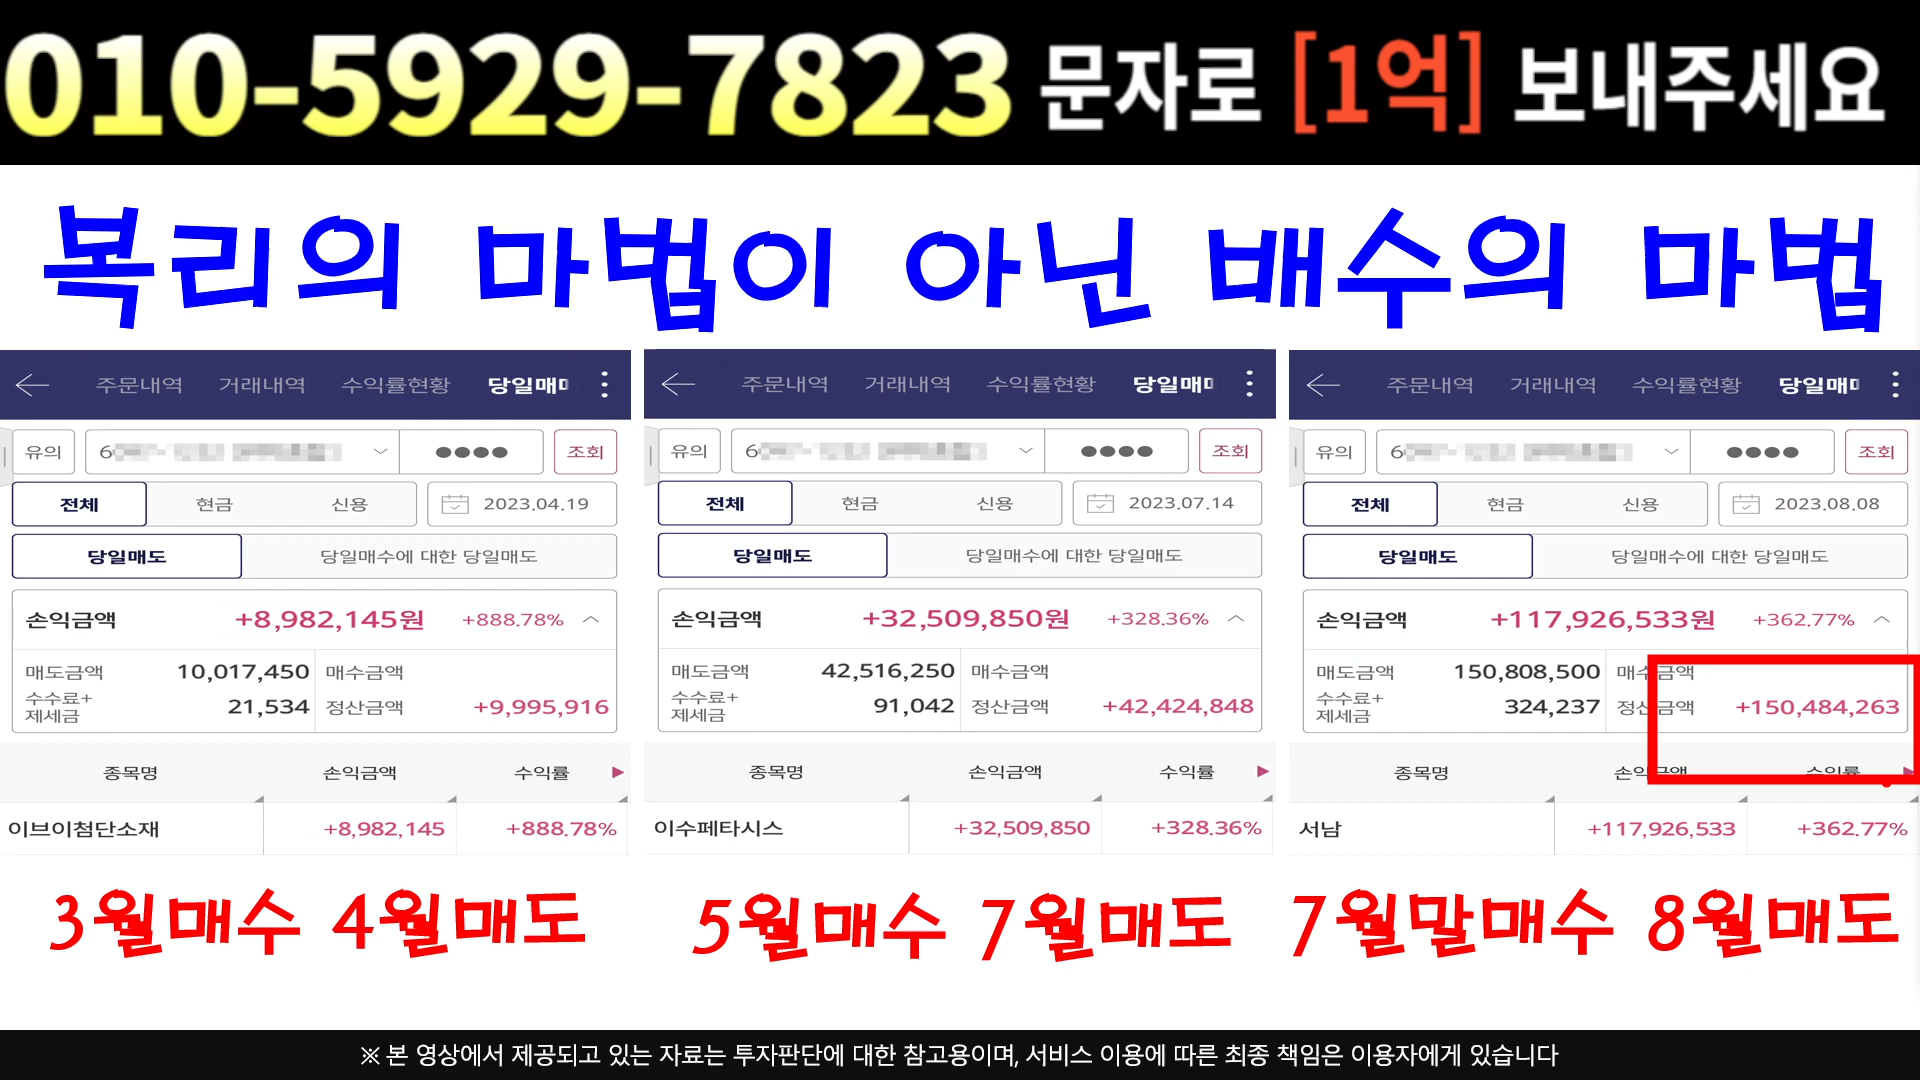 010-5929-7823 문자로 [1억] 보내주세요
복리의 마법이 아닌 배수의 마법
주문내역 거래내역 수익률현황 당일매
유의 6 ●●●● 조회
전체 현금 신용 2023.04.19
당일매도 당일매수에 대한 당일매도
손익금액 +8,982,145원 +888.78%
매도금액 10,017,450 매수금액
수수료+
제세금 21,534 정산금액 +9,995,916
종목명 손익금액 수익률
이브이첨단소재 +8,982,145 +888.78%
3월매수 4월매도
주문내역 거래내역 수익률현황 당일매
유의 6 ●●●● 조회
전체 현금 신용 2023.07.14
당일매도 당일매수에 대한 당일매도
손익금액 +32,509,850원 +328.36%
매도금액 42,516,250 매수금액
수수료+
제세금 91,042 정산금액 +42,424,848
종목명 손익금액 수익률
이수페타시스 +32,509,850 +328.36%
5월매수 7월매도
주문내역 거래내역 수익률현황 당일매
유의 6 ●●●● 조회
전체 현금 신용 2023.08.08
당일매도 당일매수에 대한 당일매도
손익금액 +117,926,533원 +362.77%
매도금액 150,808,500 매수금액
수수료+
제세금 324,237 정산금액 +150,484,263
종목명 손익금액 수익률
서남 +117,926,533 +362.77%
7월말매수 8월매도
※ 본 영상에서 제공되고 있는 자료는 투자판단에 대한 참고용이며, 서비스 이용에 따른 최종 책임은 이용자에게 있습니다